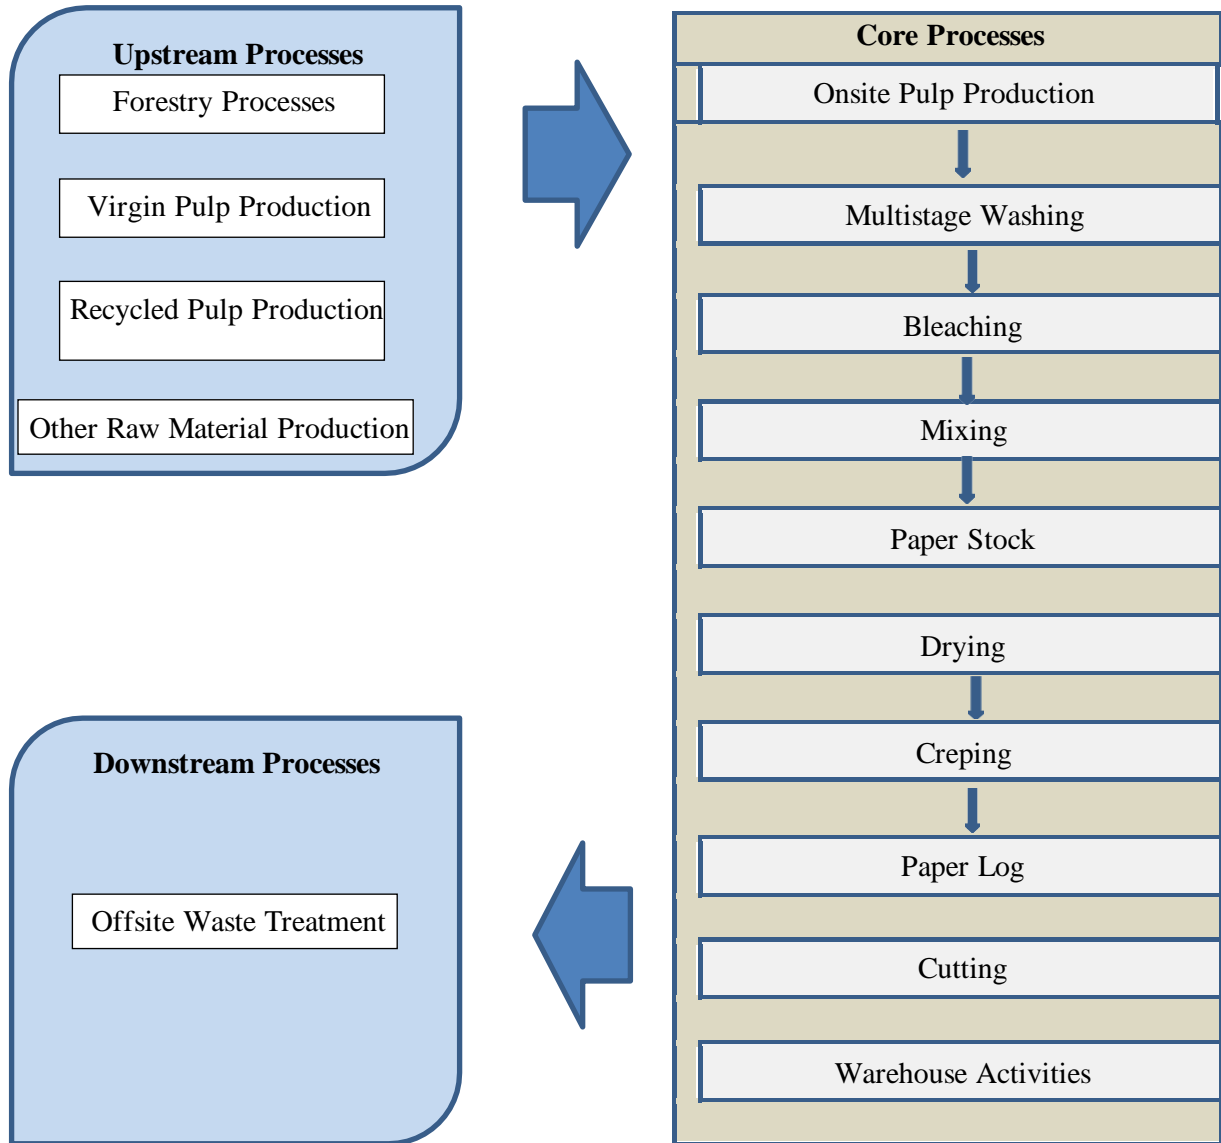 Upstream Processes
Forestry Processes
Virgin Pulp Production
Recycled Pulp Production
Other Raw Material Production
Core Processes
Onsite Pulp Production
Multistage Washing
Bleaching
Mixing
Paper Stock
Drying
Creping
Paper Log
Cutting
Warehouse Activities
Downstream Processes
Offsite Waste Treatment